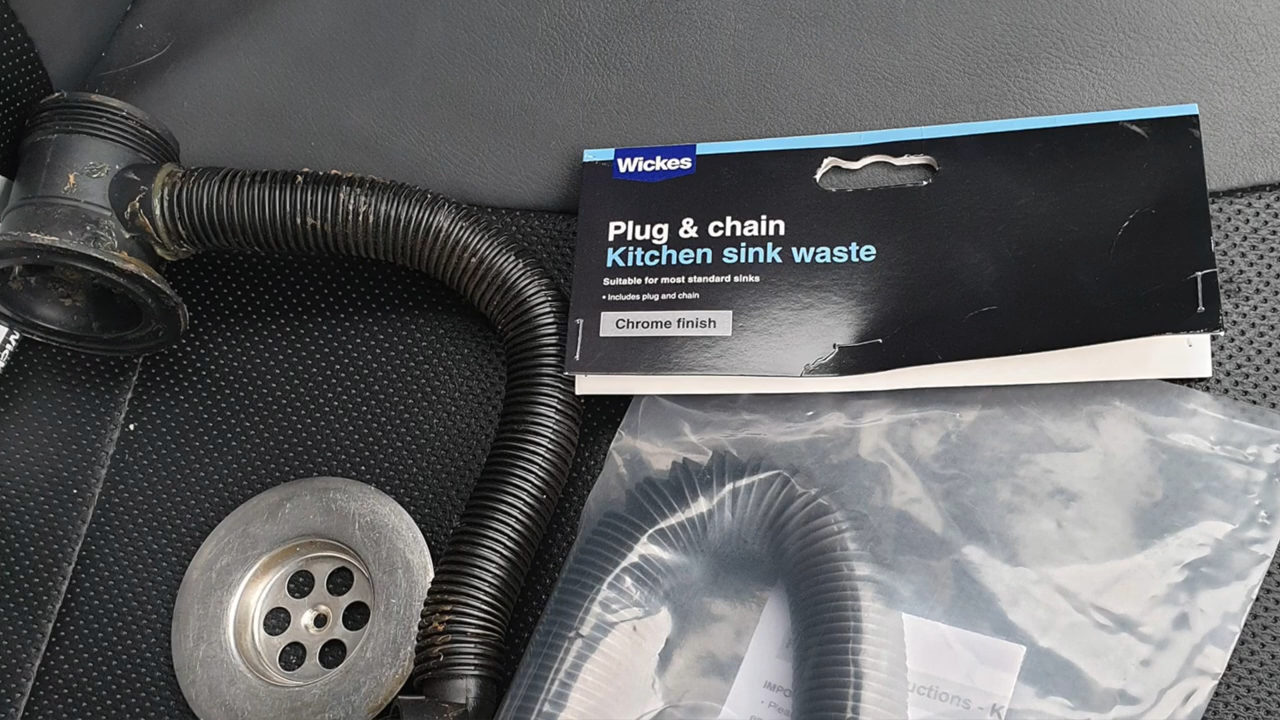 Wickes
Plug & chain
Kitchen sink waste
Suitable for most standard sinks
• Includes plug and chain
Chrome finish
IMPO
• Plea
uctions - K